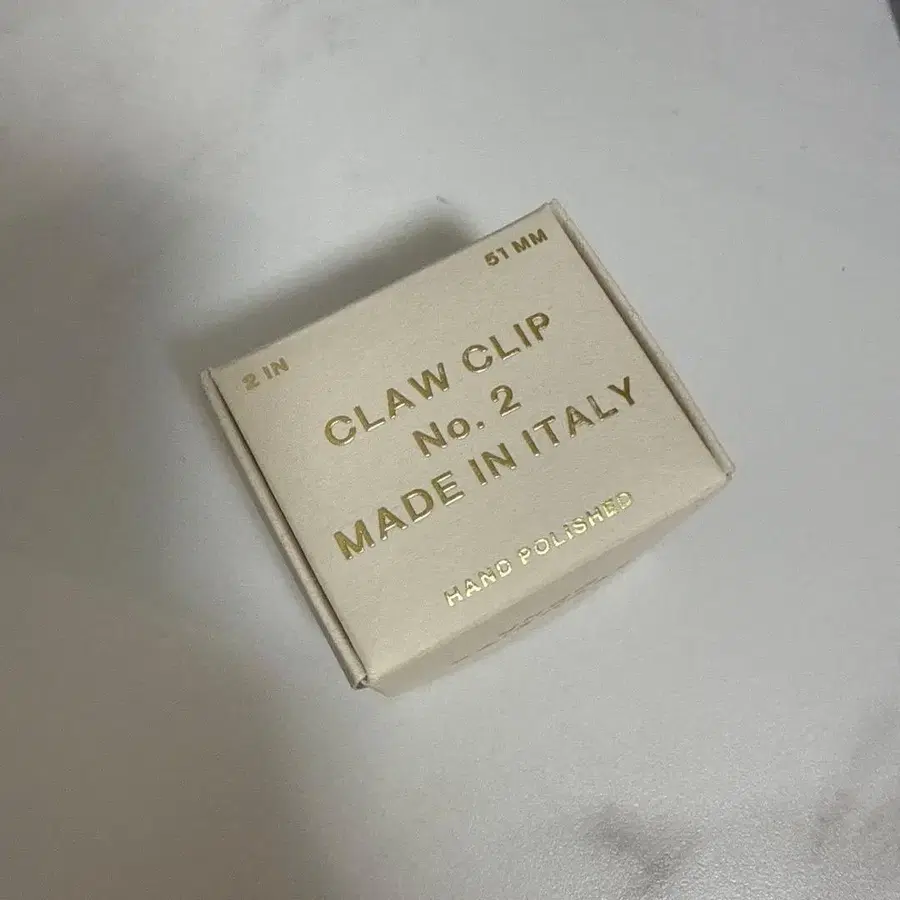 2 IN
51 MM
CLAW CLIP
No. 2
MADE IN ITALY
HAND POLiSHED